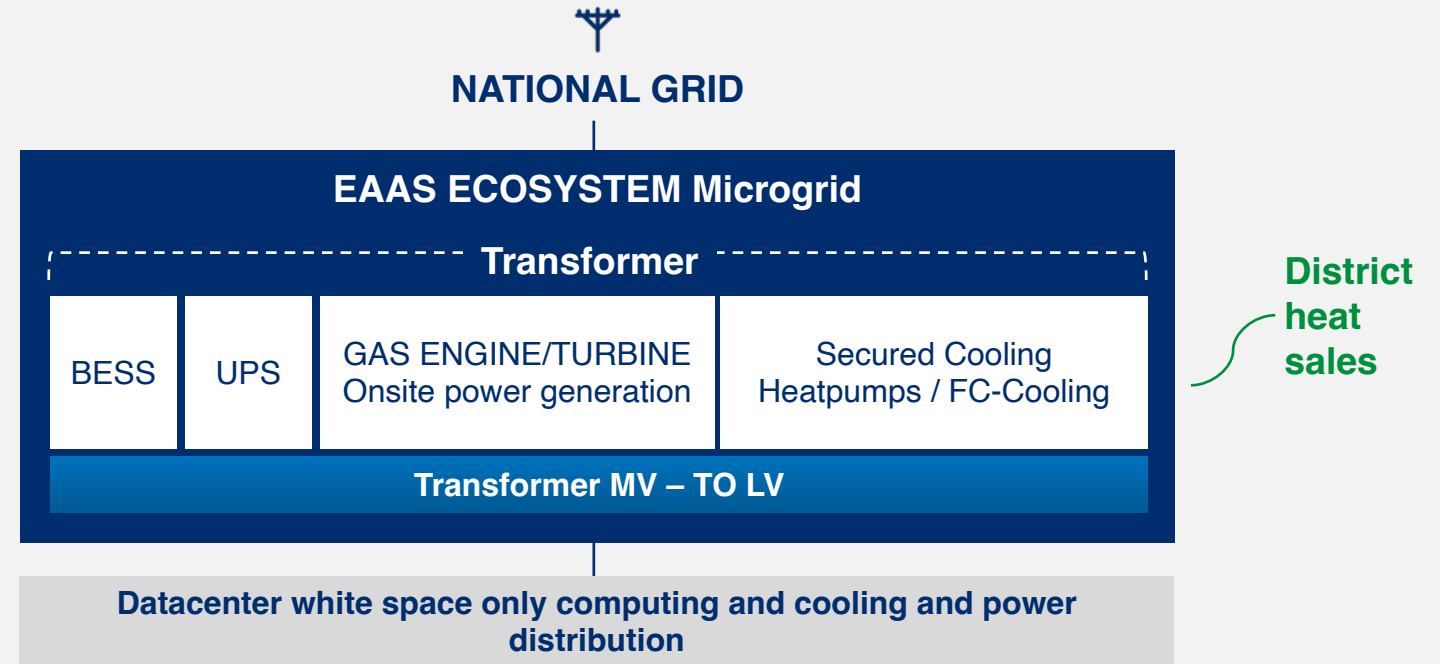 NATIONAL GRID
EAAS ECOSYSTEM Microgrid
Transformer
BESS
UPS
GAS ENGINE/TURBINE
Onsite power generation
Secured Cooling
Heatpumps / FC-Cooling
Transformer MV – TO LV
District
heat
sales
Datacenter white space only computing and cooling and power
distribution